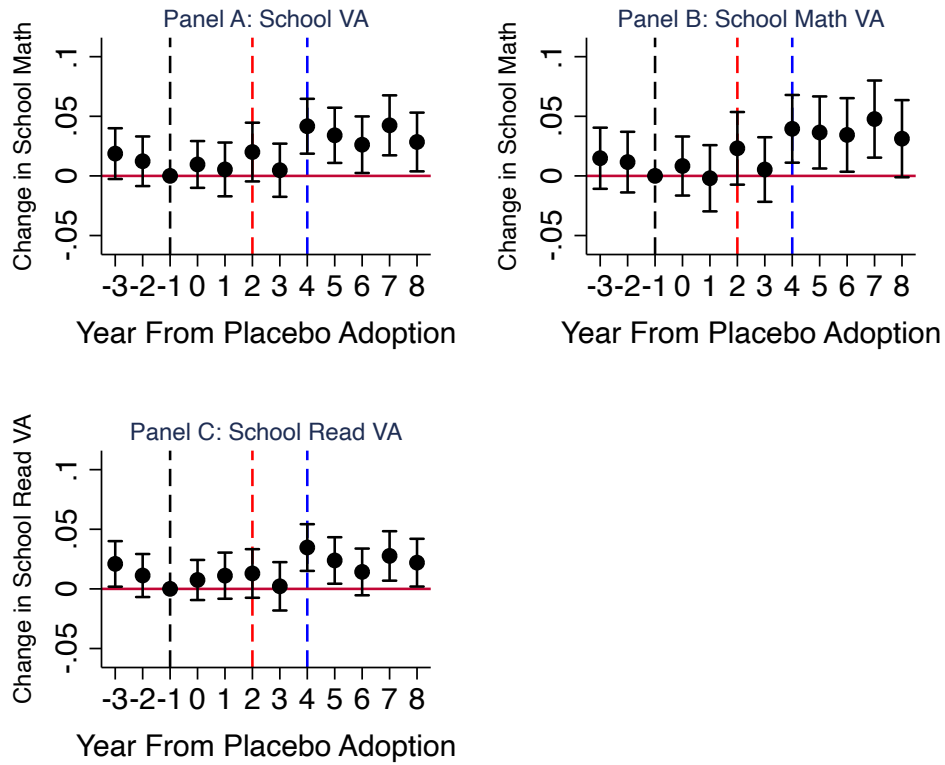 Panel A: School VA
Change in School Math
.1
.05
0
-.05
-3 -2 -1 0 1 2 3 4 5 6 7 8
Year From Placebo Adoption
Panel B: School Math VA
Change in School Math
.1
.05
0
-.05
-3 -2 -1 0 1 2 3 4 5 6 7 8
Year From Placebo Adoption
Panel C: School Read VA
Change in School Read VA
.1
.05
0
-.05
-3 -2 -1 0 1 2 3 4 5 6 7 8
Year From Placebo Adoption